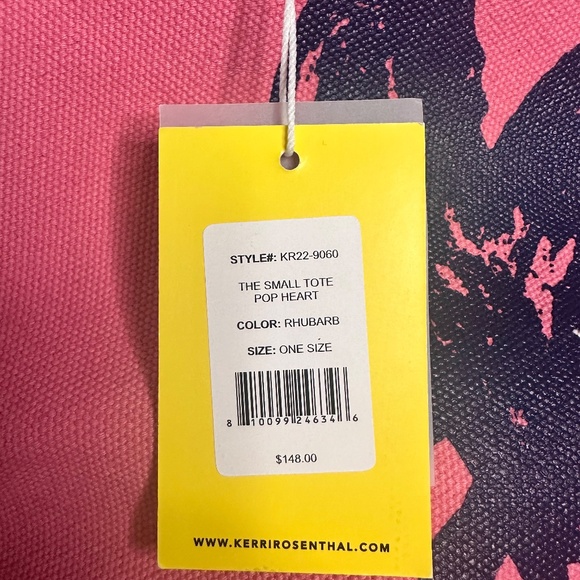 STYLE#: KR22-9060
THE SMALL TOTE
POP HEART
COLOR: RHUBARB
SIZE: ONE SIZE
8 10099 24634 6
$148.00
WWW.KERRIROSENTHAL.COM